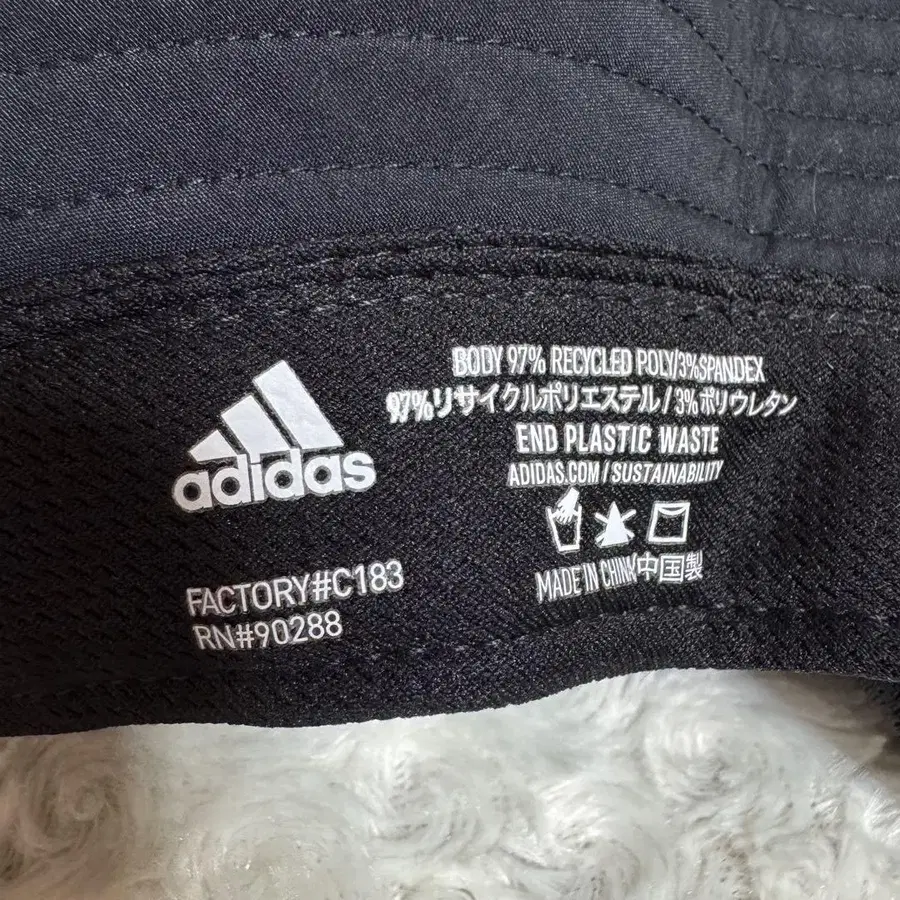 adidas
FACTORY#C183
RN#90288
BODY 97% RECYCLED POLY/3%SPANDEX
97%リサイクルポリエステル/3%ポリウレタン
END PLASTIC WASTE
ADIDAS.COM/SUSTAINABILITY
MADE IN CHINA中国製